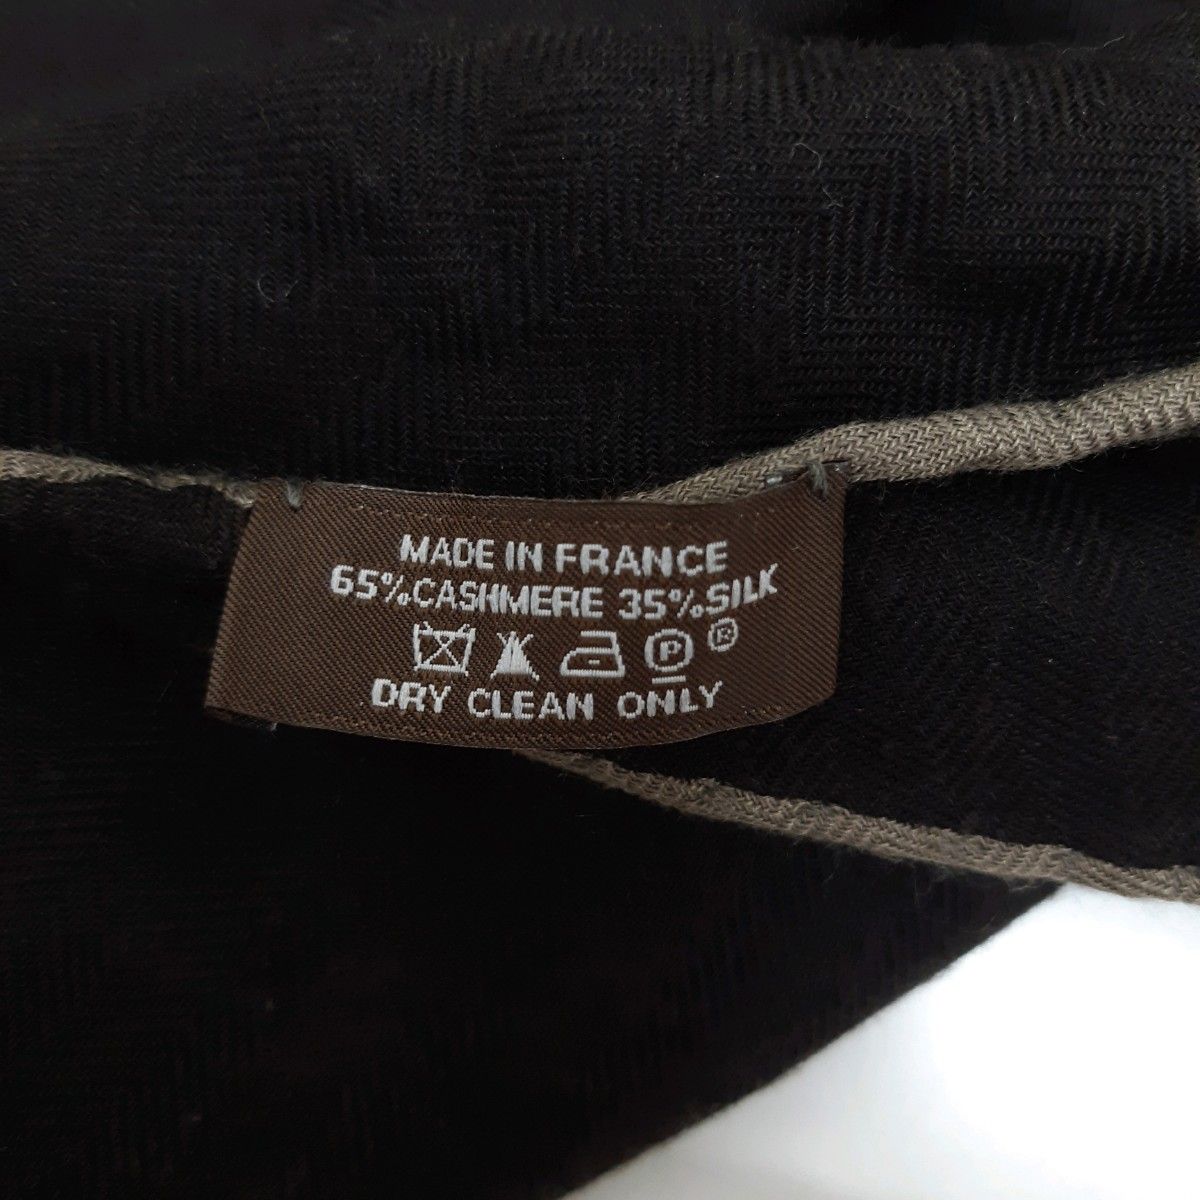 MADE IN FRANCE
65%CASHMERE 35%SILK
P ®
DRY CLEAN ONLY